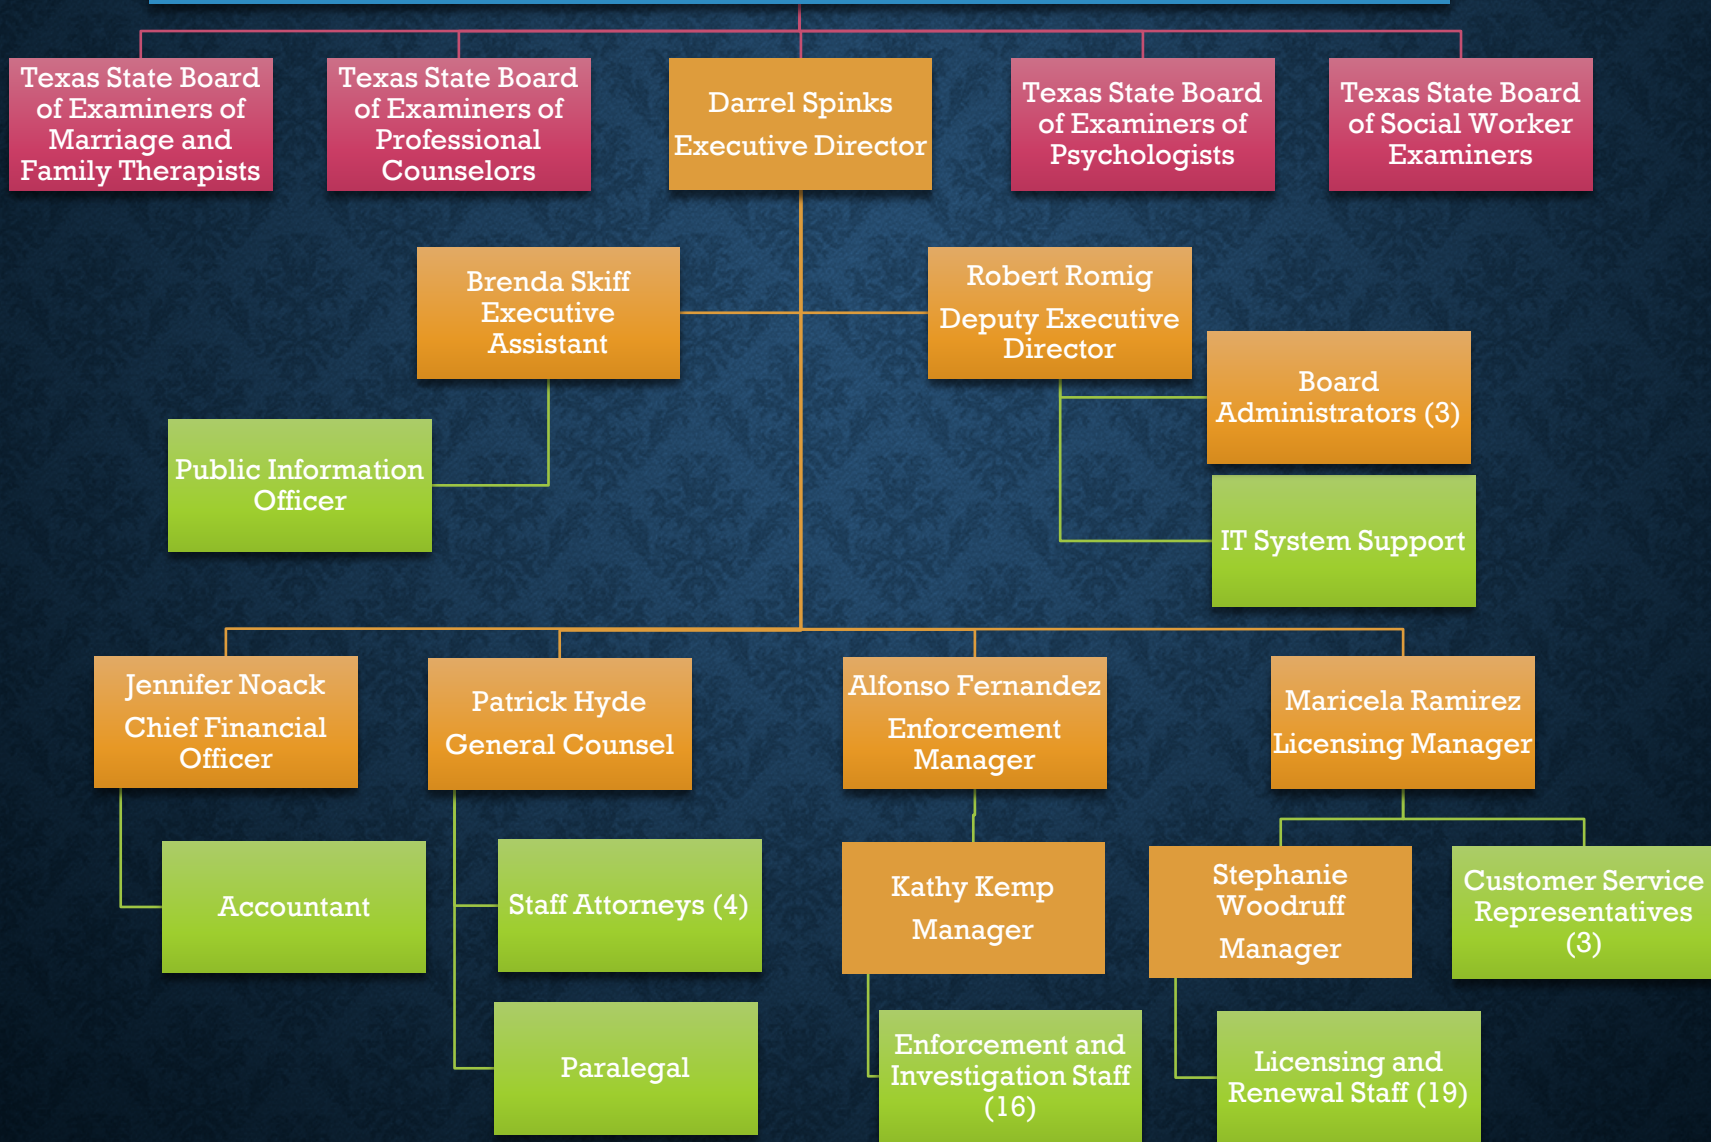 Texas State Board
of Examiners of
Marriage and
Family Therapists
Texas State Board
of Examiners of
Professional
Counselors
Darrel Spinks
Executive Director
Texas State Board
of Examiners of
Psychologists
Texas State Board
of Social Worker
Examiners
Brenda Skiff
Executive
Assistant
Robert Romig
Deputy Executive
Director
Board
Administrators (3)
Public Information
Officer
IT System Support
Jennifer Noack
Chief Financial
Officer
Patrick Hyde
General Counsel
Alfonso Fernandez
Enforcement
Manager
Maricela Ramirez
Licensing Manager
Accountant
Staff Attorneys (4)
Kathy Kemp
Manager
Stephanie
Woodruff
Manager
Customer Service
Representatives
(3)
Paralegal
Enforcement and
Investigation Staff
(16)
Licensing and
Renewal Staff (19)